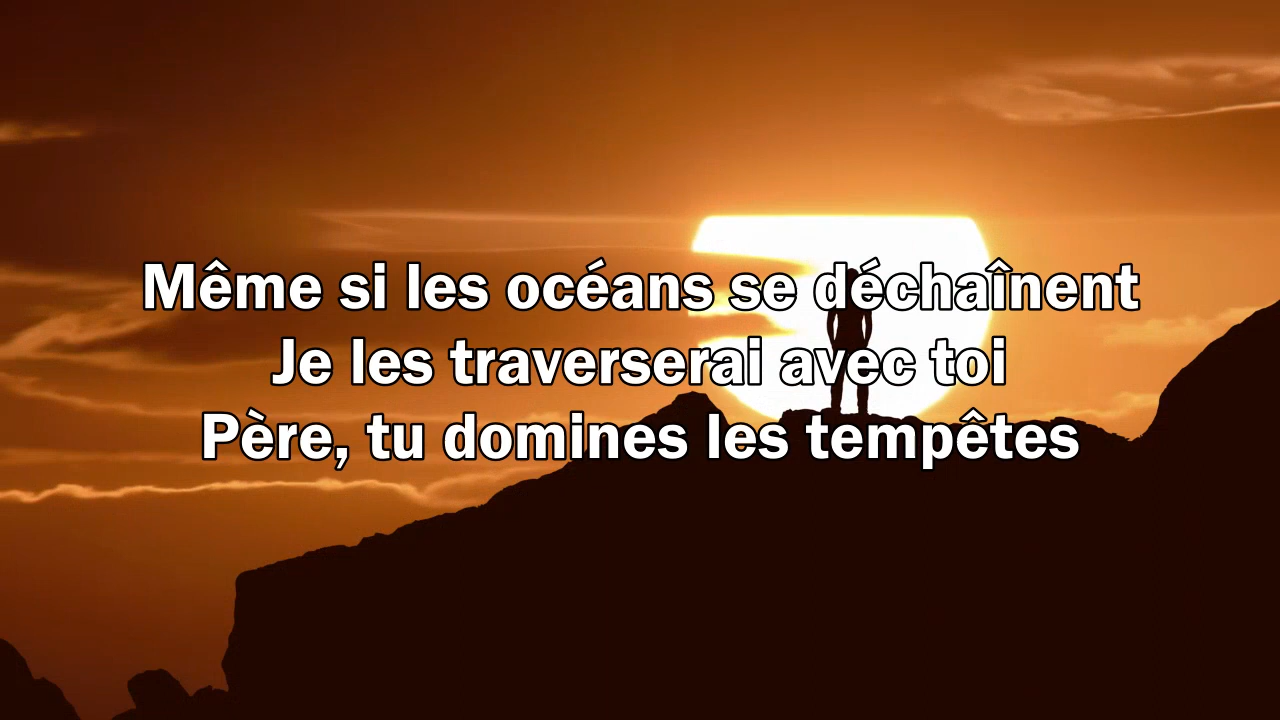 Même si les océans se déchaînent
Je les traverserai avec toi
Père, tu domines les tempêtes